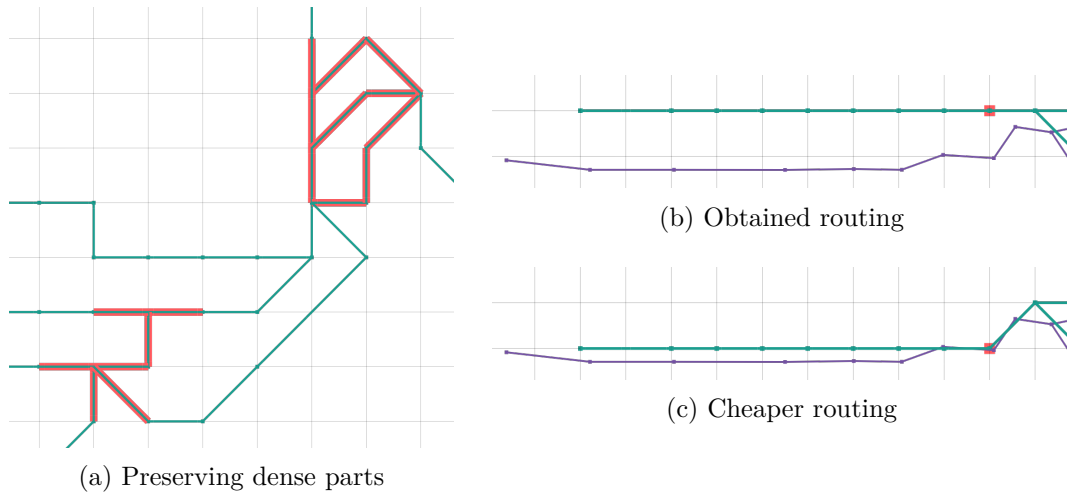 (b) Obtained routing
(c) Cheaper routing
(a) Preserving dense parts